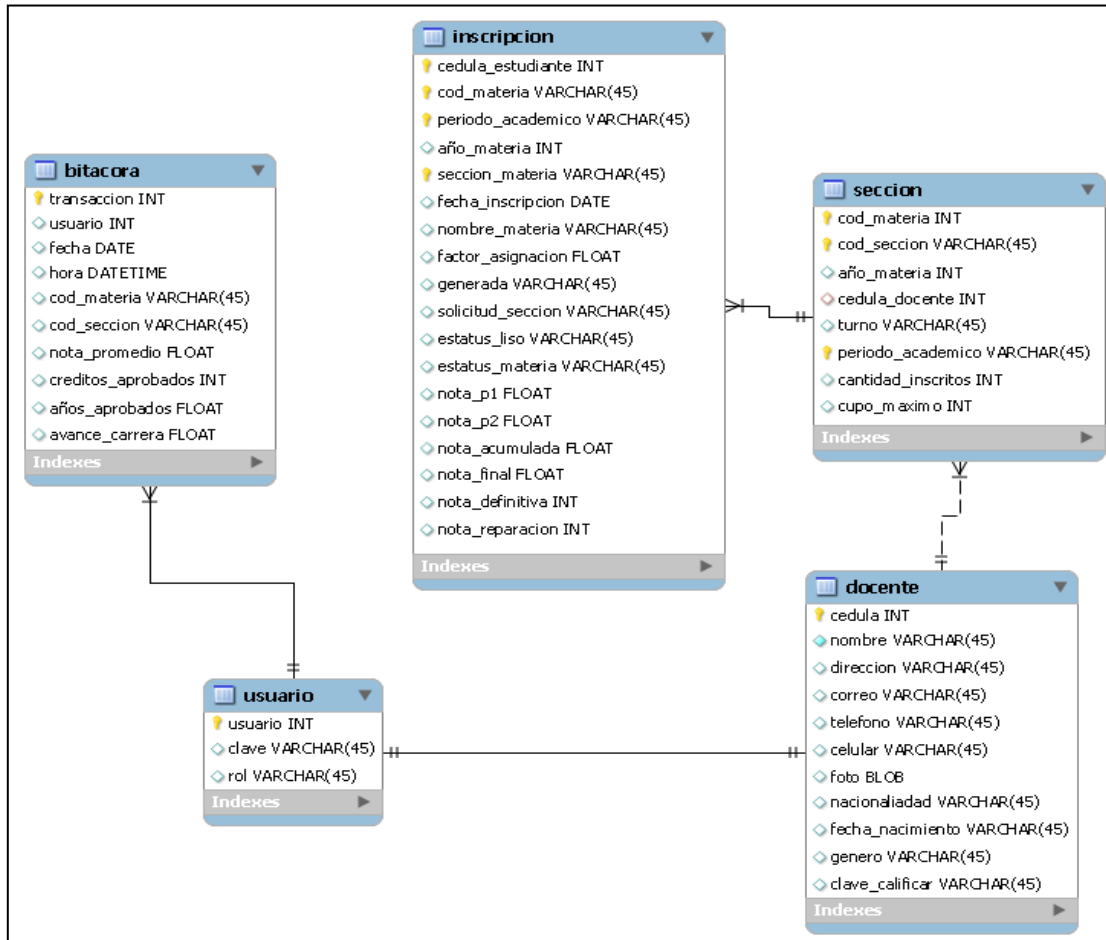 inscripcion
cedula_estudiante INT
cod_materia VARCHAR(45)
periodo_academico VARCHAR(45)
año_materia INT
seccion_materia VARCHAR(45)
fecha_inscripcion DATE
nombre_materia VARCHAR(45)
factor_asignacion FLOAT
generada VARCHAR(45)
solicitud_seccion VARCHAR(45)
estatus_liso VARCHAR(45)
estatus_materia VARCHAR(45)
nota_p1 FLOAT
nota_p2 FLOAT
nota_acumulada FLOAT
nota_final FLOAT
nota_definitiva INT
nota_reparacion INT
Indexes
bitacora
transaccion INT
usuario INT
fecha DATE
hora DATETIME
cod_materia VARCHAR(45)
cod_seccion VARCHAR(45)
nota_promedio FLOAT
creditos_aprobados INT
años_aprobados FLOAT
avance_carrera FLOAT
Indexes
seccion
cod_materia INT
cod_seccion VARCHAR(45)
año_materia INT
cedula_docente INT
turno VARCHAR(45)
periodo_academico VARCHAR(45)
cantidad_inscritos INT
cupo_maximo INT
Indexes
usuario
usuario INT
clave VARCHAR(45)
rol VARCHAR(45)
Indexes
docente
cedula INT
nombre VARCHAR(45)
direccion VARCHAR(45)
correo VARCHAR(45)
telefono VARCHAR(45)
celular VARCHAR(45)
foto BLOB
nacionaliadad VARCHAR(45)
fecha_nacimiento VARCHAR(45)
genero VARCHAR(45)
clave_calificar VARCHAR(45)
Indexes